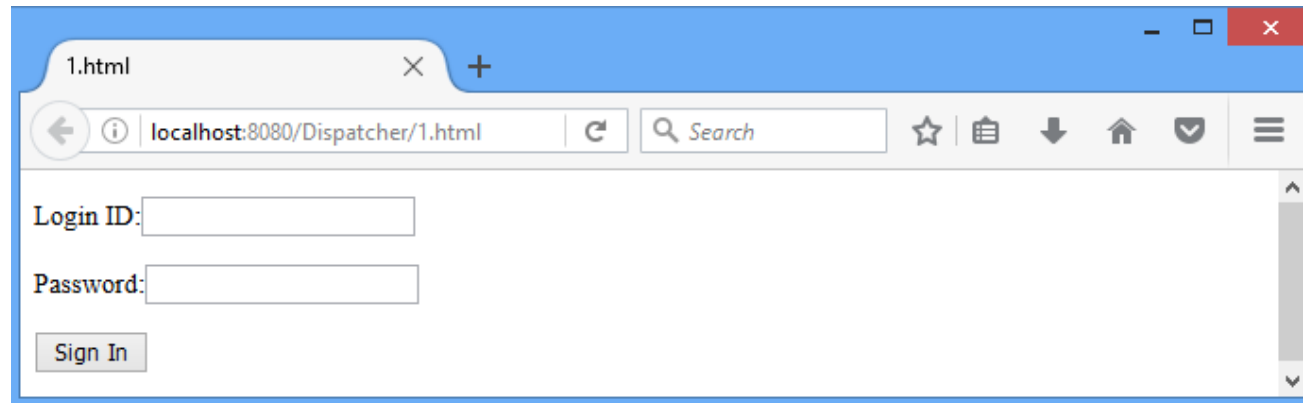 1.html
localhost:8080/Dispatcher/1.html
Search
Login ID:
Password:
Sign In